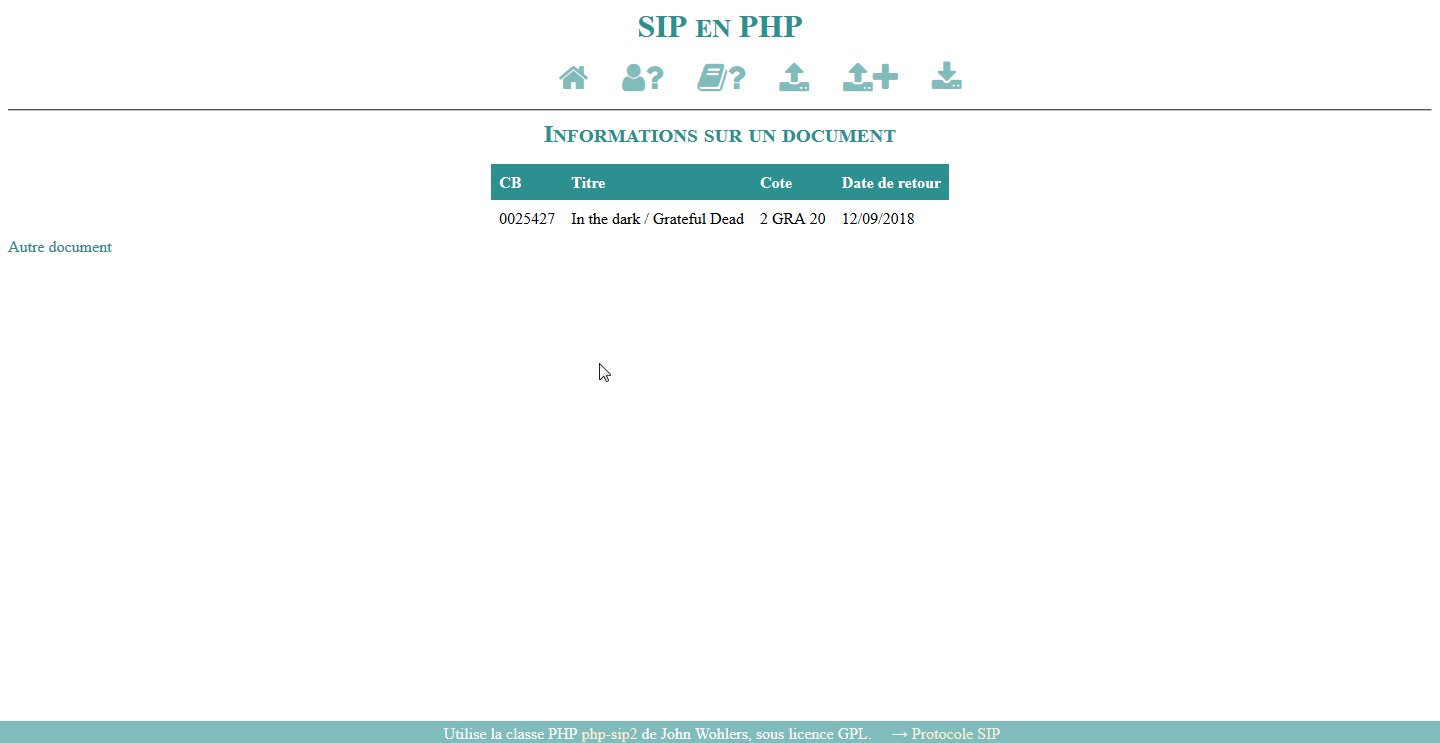 SIP en PHP
? ?
Informations sur un document
CB Titre Cote Date de retour
0025427 In the dark / Grateful Dead 2 GRA 20 12/09/2018
Autre document
Utilise la classe PHP php-sip2 de John Wohlers, sous licence GPL. → Protocole SIP